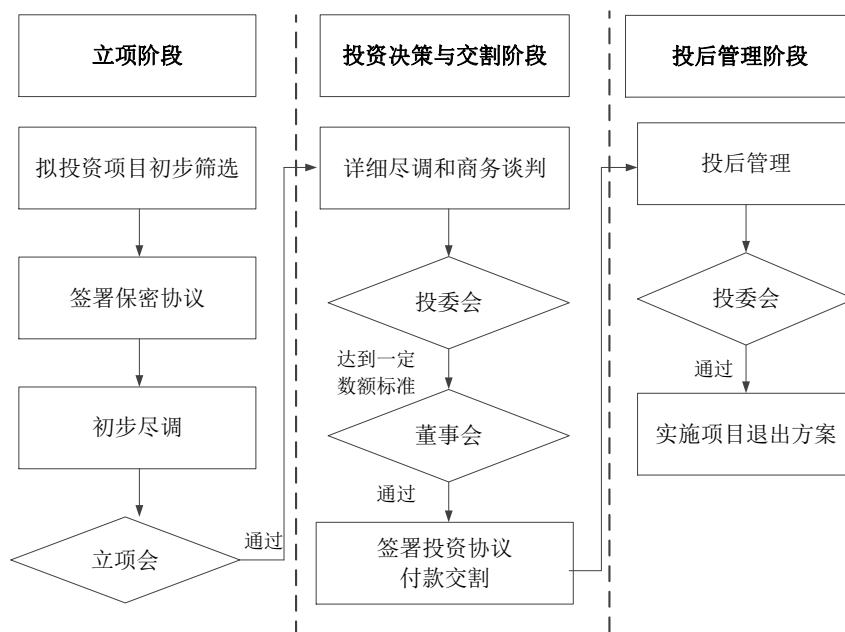 立项阶段
拟投资项目初步筛选
签署保密协议
初步尽调
立项会
通过
投资决策与交割阶段
详细尽调和商务谈判
投委会
达到一定
数额标准
董事会
通过
签署投资协议
付款交割
投后管理阶段
投后管理
投委会
通过
实施项目退出方案